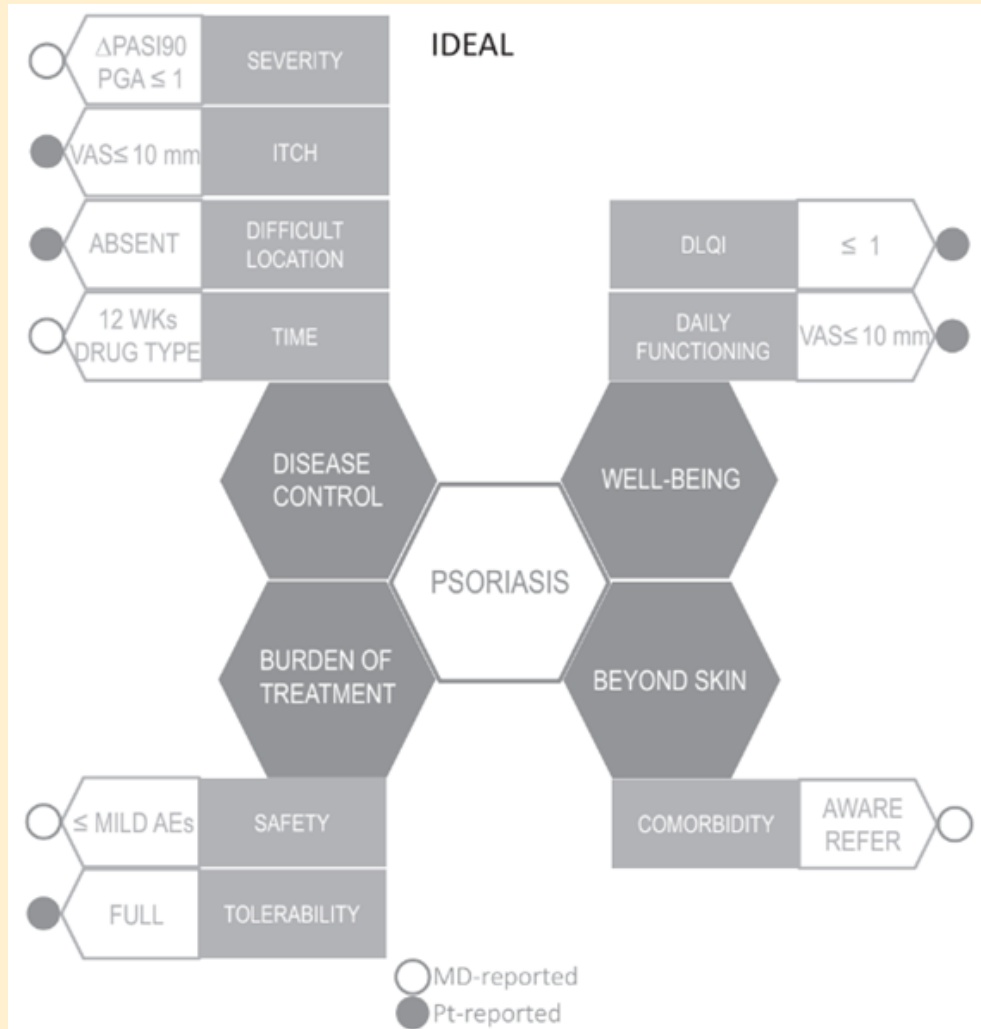 IDEAL
ΔPASI90
PGA ≤ 1
SEVERITY
VAS≤ 10 mm
ITCH
ABSENT
DIFFICULT
LOCATION
12 WKs
DRUG TYPE
TIME
DLQI
≤ 1
DAILY
FUNCTIONING
VAS≤ 10 mm
DISEASE
CONTROL
WELL-BEING
PSORIASIS
BURDEN OF
TREATMENT
BEYOND SKIN
≤ MILD AEs
SAFETY
FULL
TOLERABILITY
COMORBIDITY
AWARE
REFER
MD-reported
Pt-reported